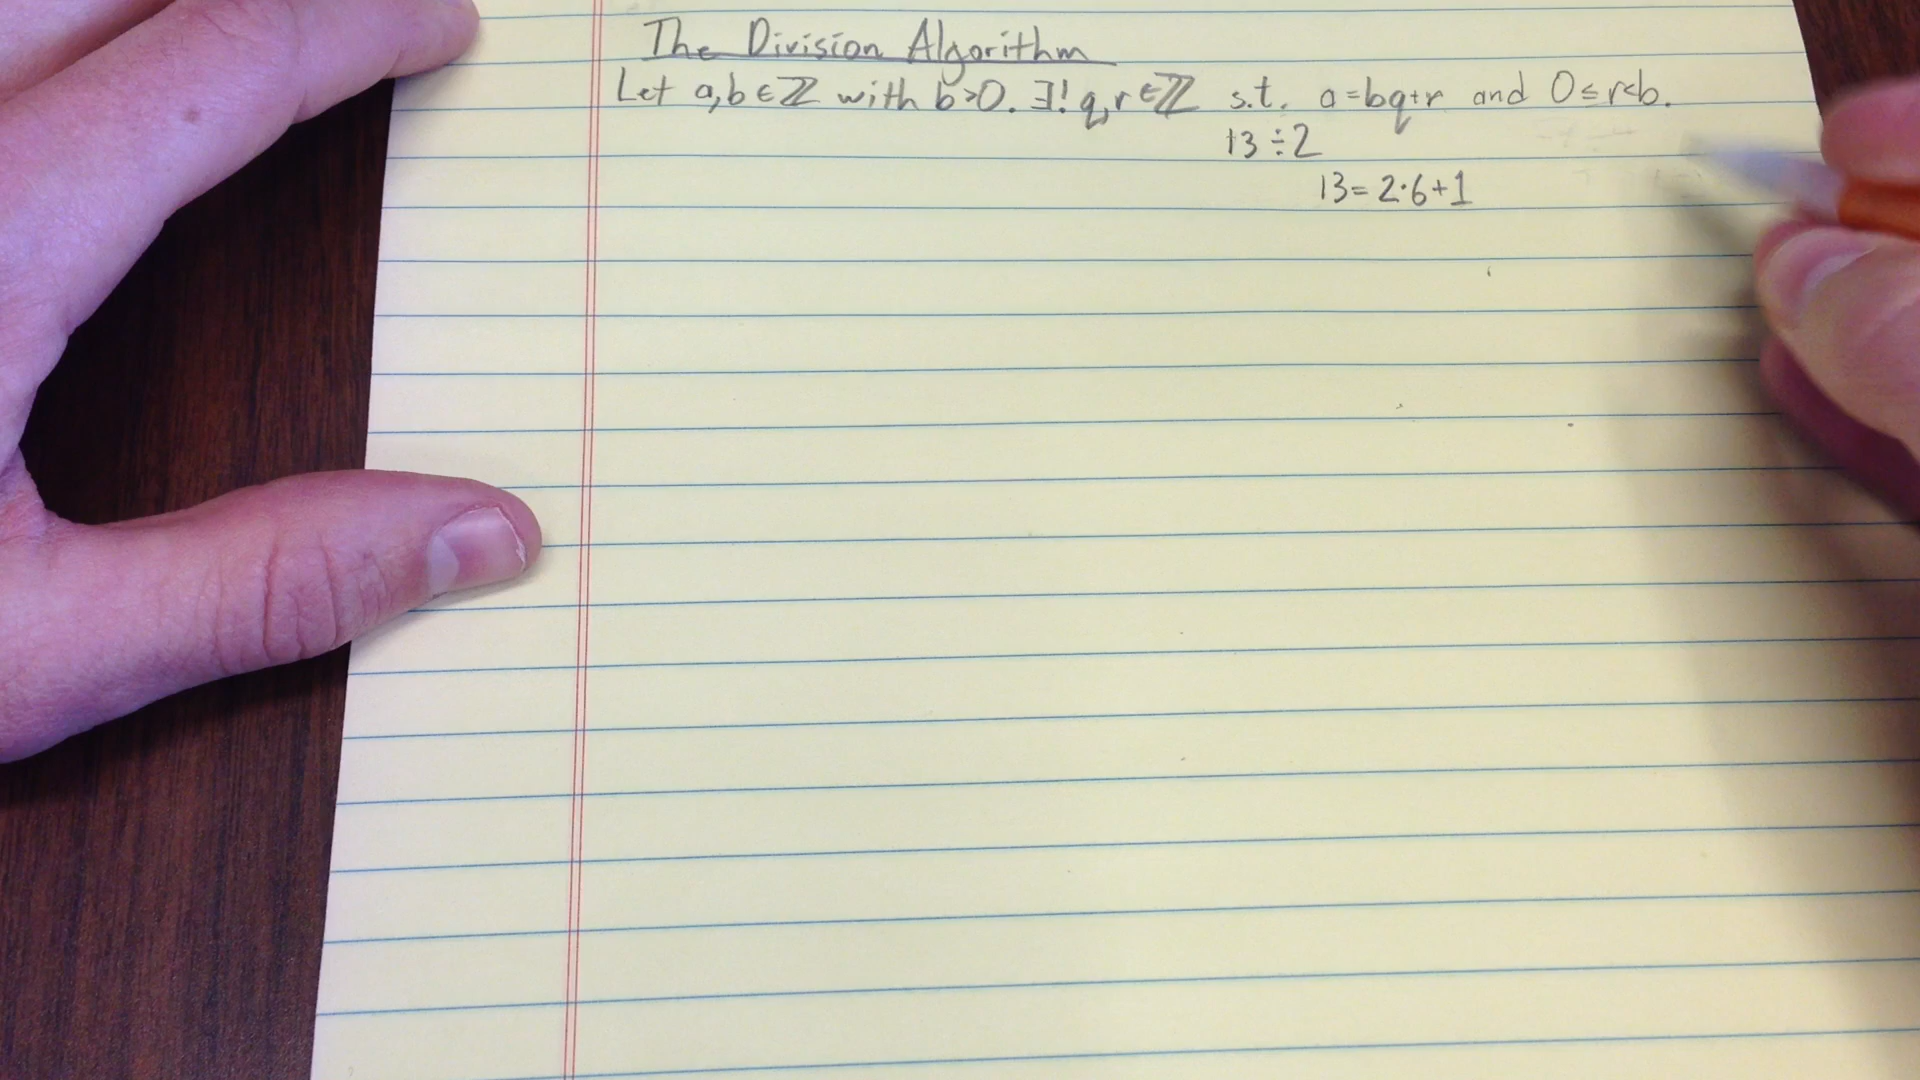 The Division Algorithm
Let a,b ∈ ℤ with b>0. ∃! q,r ∈ ℤ s.t. a=bq+r and 0≤r<b.
13÷2
13=2·6+1